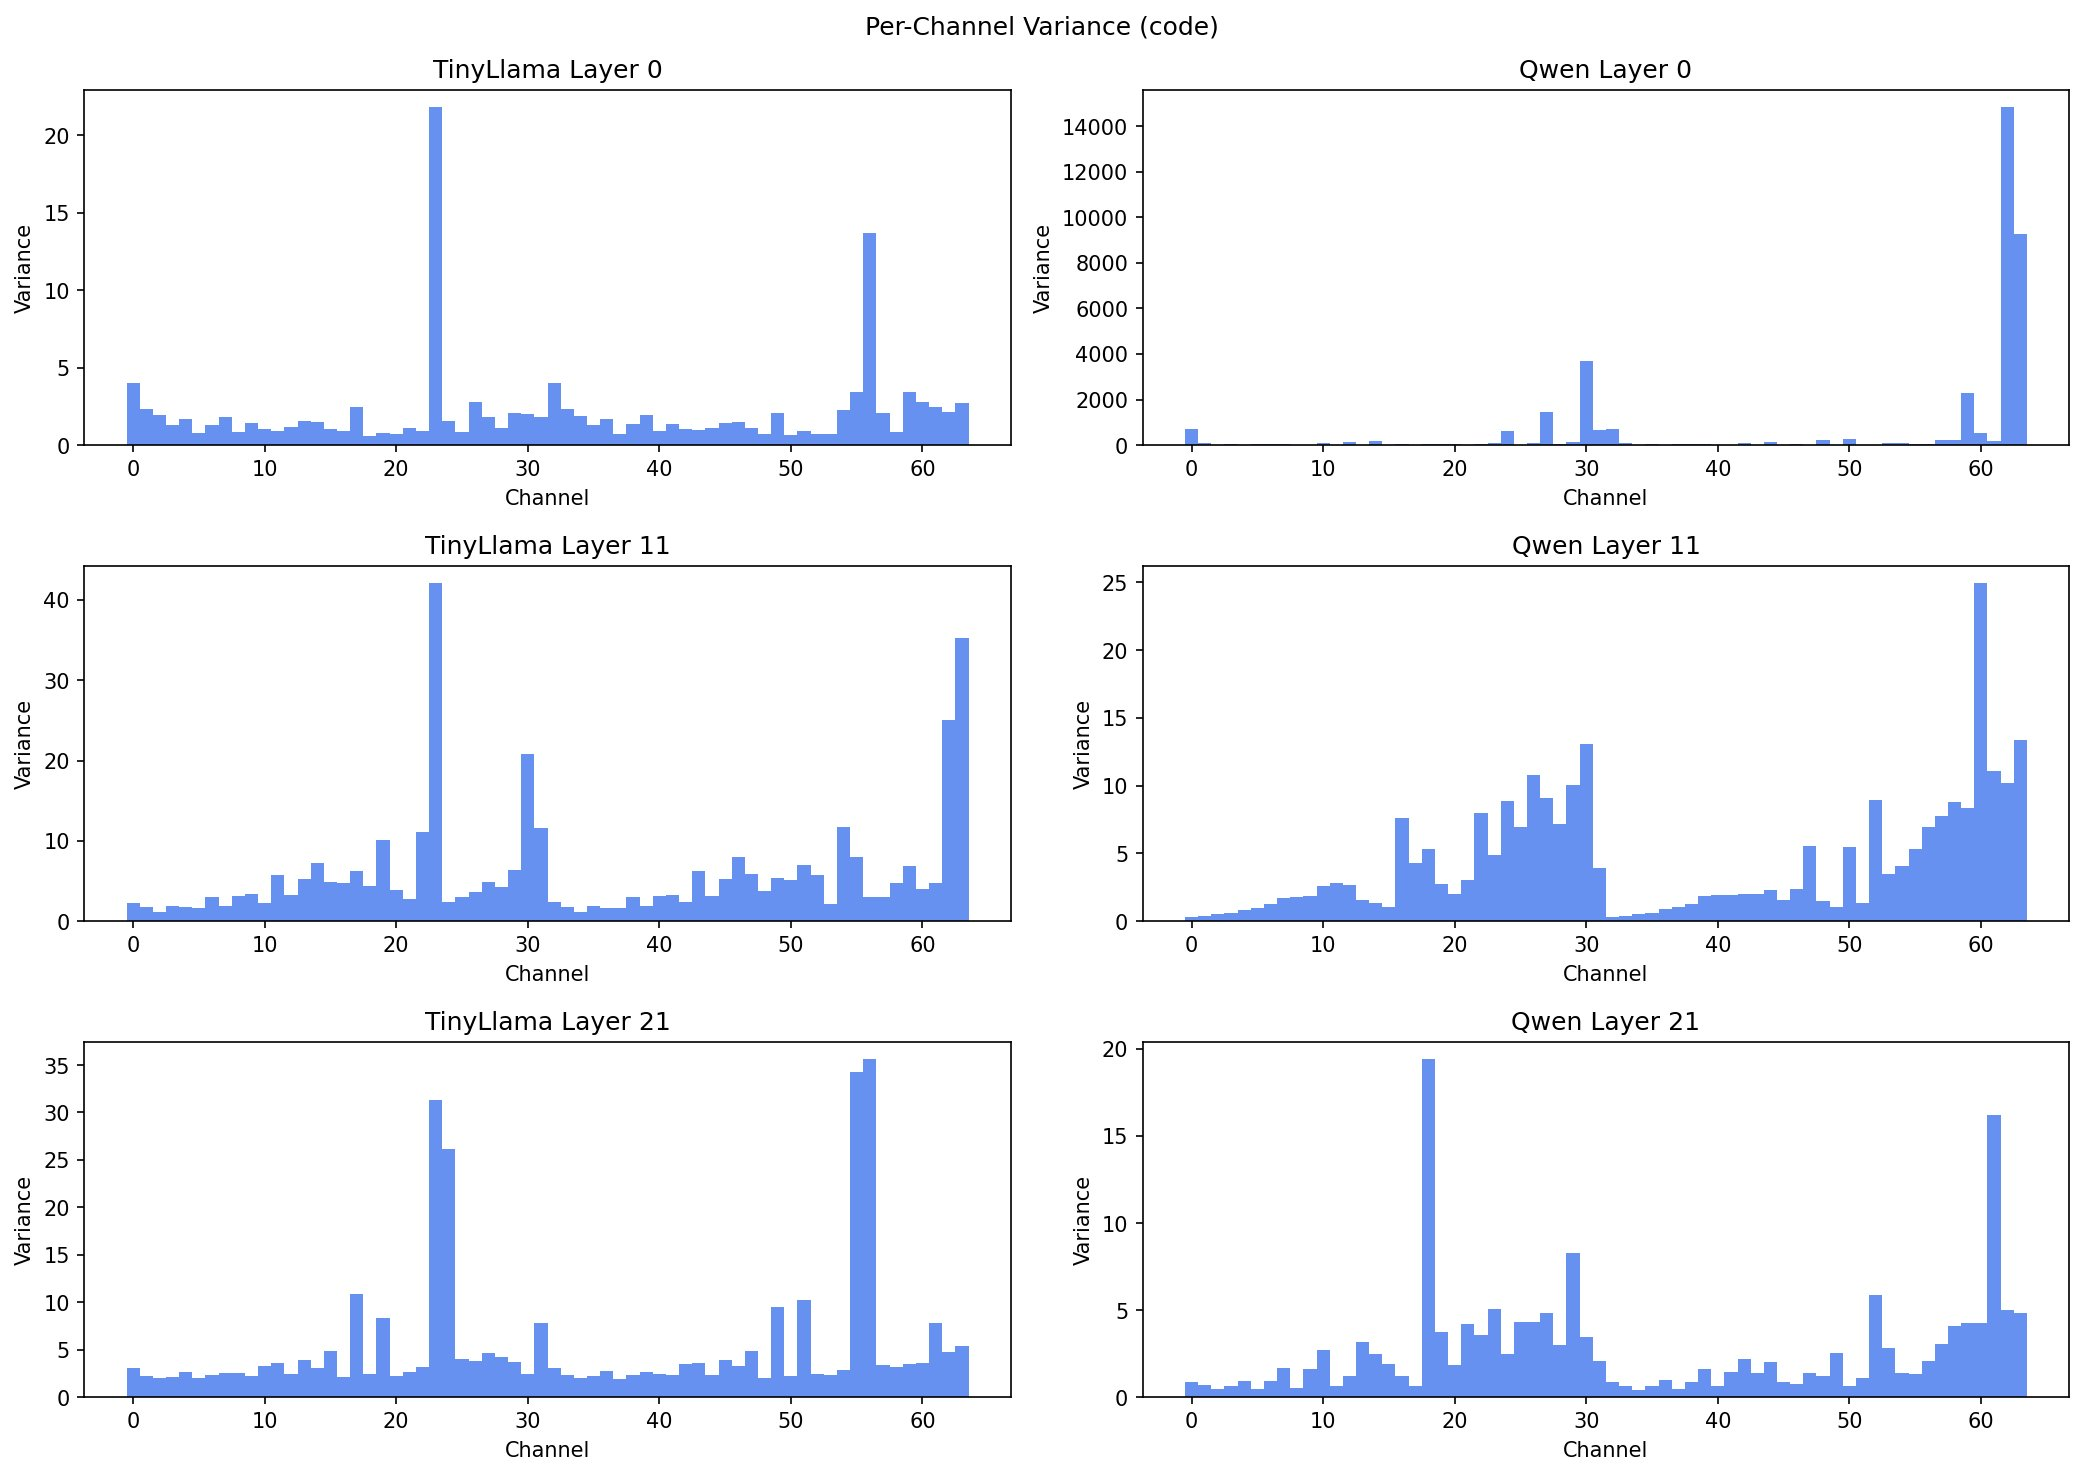 Per-Channel Variance (code)
TinyLlama Layer 0
Variance
20
15
10
5
0
0 10 20 30 40 50 60
Channel
Qwen Layer 0
Variance
14000
12000
10000
8000
6000
4000
2000
0
0 10 20 30 40 50 60
Channel
TinyLlama Layer 11
Variance
40
30
20
10
0
0 10 20 30 40 50 60
Channel
Qwen Layer 11
Variance
25
20
15
10
5
0
0 10 20 30 40 50 60
Channel
TinyLlama Layer 21
Variance
35
30
25
20
15
10
5
0
0 10 20 30 40 50 60
Channel
Qwen Layer 21
Variance
20
15
10
5
0
0 10 20 30 40 50 60
Channel